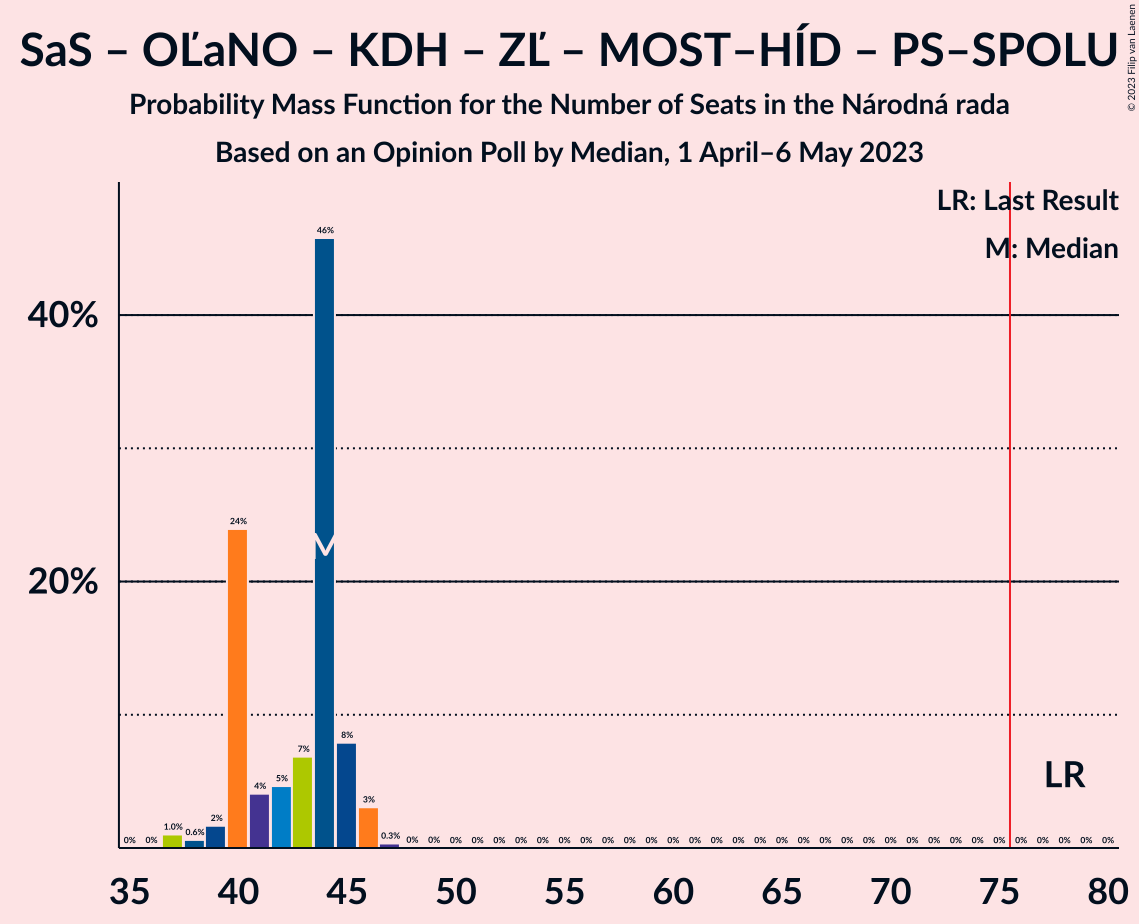 SaS – OĽaNO – KDH – ZĽ – MOST–HÍD – PS–SPOLU
Probability Mass Function for the Number of Seats in the Národná rada
Based on an Opinion Poll by Median, 1 April–6 May 2023
© 2023 Filip van Laenen
LR: Last Result
M: Median
46%
40%
24%
M
20%
8%
7%
LR
5%
4%
3%
2%
0% 0% 1.0% 0.6% 0.3% 0% 0% 0% 0% 0% 0% 0% 0% 0% 0% 0% 0% 0% 0% 0% 0% 0% 0% 0% 0% 0% 0% 0% 0% 0% 0% 0% 0% 0% 0% 0% 0%
35 40 45 50 55 60 65 70 75 80